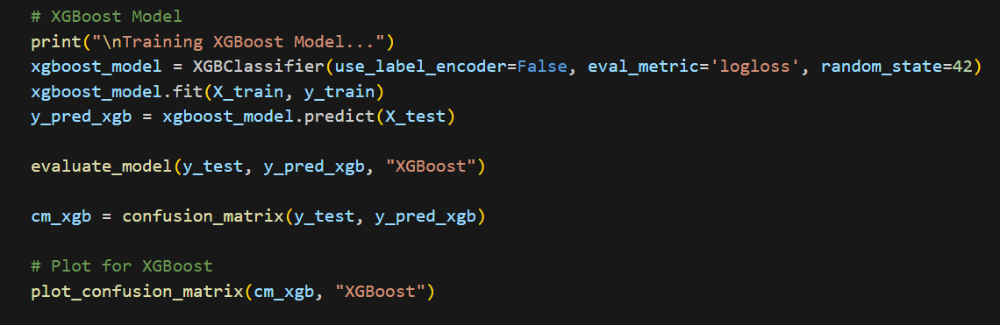 # XGBoost Model
print("\nTraining XGBoost Model...")
xgboost_model = XGBClassifier(use_label_encoder=False, eval_metric='logloss', random_state=42)
xgboost_model.fit(X_train, y_train)
y_pred_xgb = xgboost_model.predict(X_test)
evaluate_model(y_test, y_pred_xgb, "XGBoost")
cm_xgb = confusion_matrix(y_test, y_pred_xgb)
# Plot for XGBoost
plot_confusion_matrix(cm_xgb, "XGBoost")